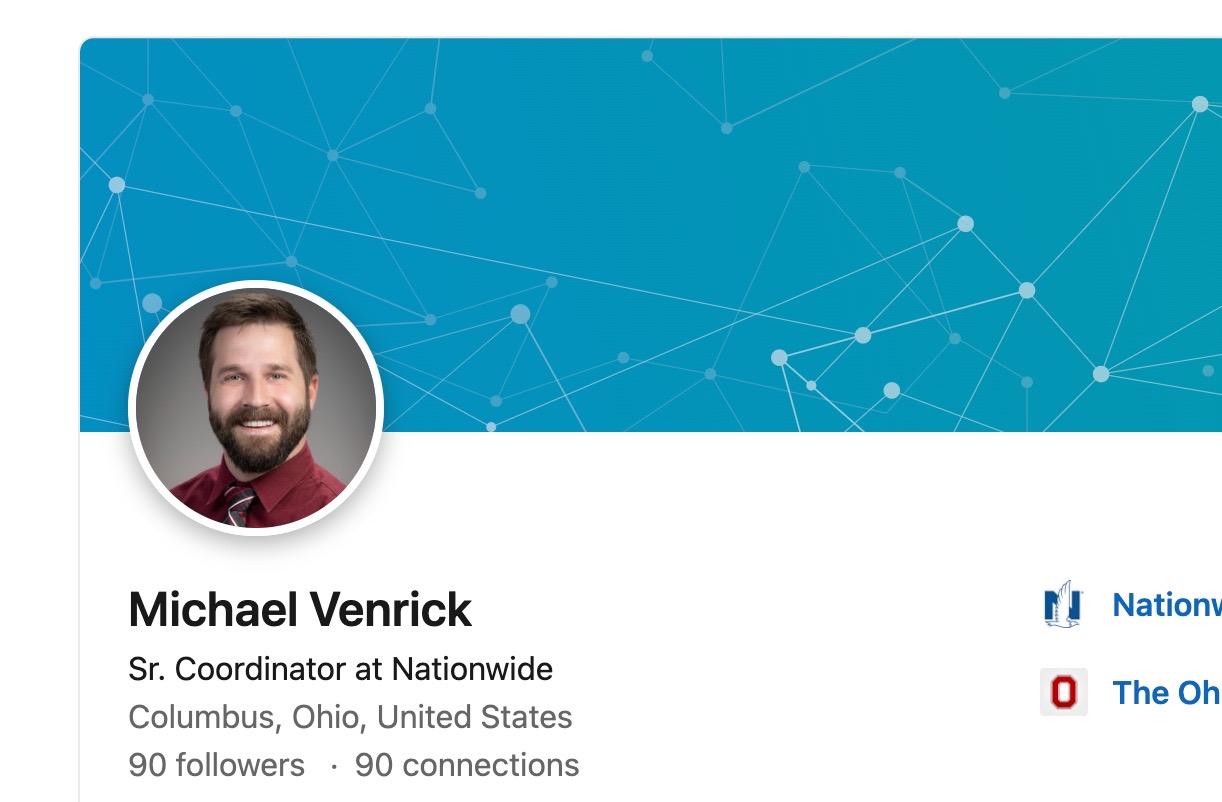 Michael Venrick
Sr. Coordinator at Nationwide
Columbus, Ohio, United States
90 followers · 90 connections
N Nationw
O The Oh